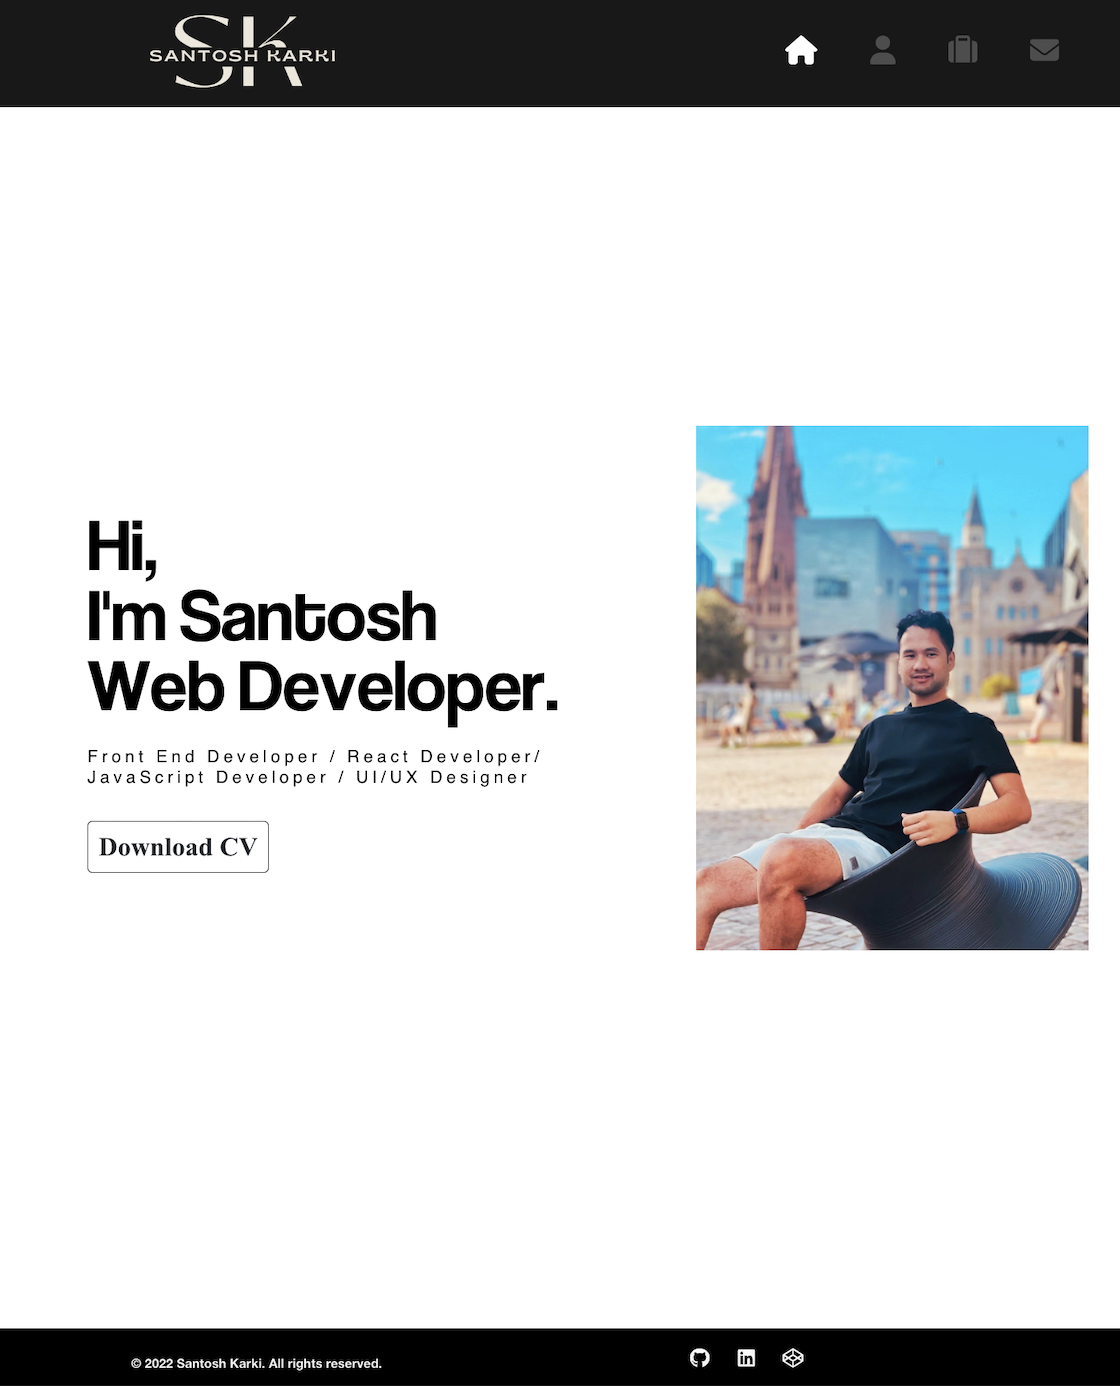 SK
SANTOSH KARKI
Hi,
I'm Santosh
Web Developer.
Front End Developer / React Developer/
JavaScript Developer / UI/UX Designer
Download CV
© 2022 Santosh Karki. All rights reserved.
in